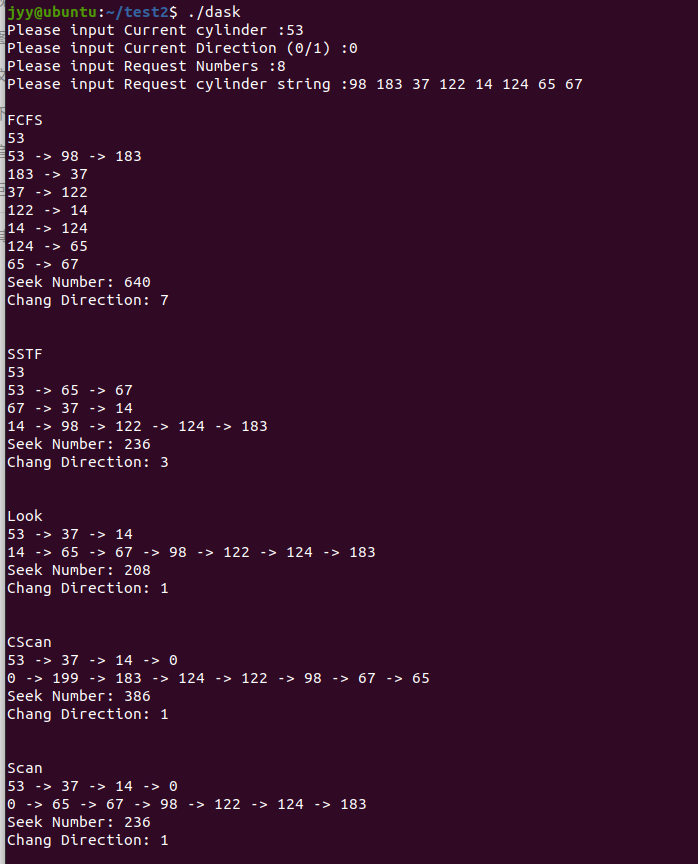 jyy@ubuntu:~/test2$ ./dask
Please input Current cylinder :53
Please input Current Direction (0/1) :0
Please input Request Numbers :8
Please input Request cylinder string :98 183 37 122 14 124 65 67
FCFS
53
53 -> 98 -> 183
183 -> 37
37 -> 122
122 -> 14
14 -> 124
124 -> 65
65 -> 67
Seek Number: 640
Chang Direction: 7
SSTF
53
53 -> 65 -> 67
67 -> 37 -> 14
14 -> 98 -> 122 -> 124 -> 183
Seek Number: 236
Chang Direction: 3
Look
53 -> 37 -> 14
14 -> 65 -> 67 -> 98 -> 122 -> 124 -> 183
Seek Number: 208
Chang Direction: 1
CScan
53 -> 37 -> 14 -> 0
0 -> 199 -> 183 -> 124 -> 122 -> 98 -> 67 -> 65
Seek Number: 386
Chang Direction: 1
Scan
53 -> 37 -> 14 -> 0
0 -> 65 -> 67 -> 98 -> 122 -> 124 -> 183
Seek Number: 236
Chang Direction: 1